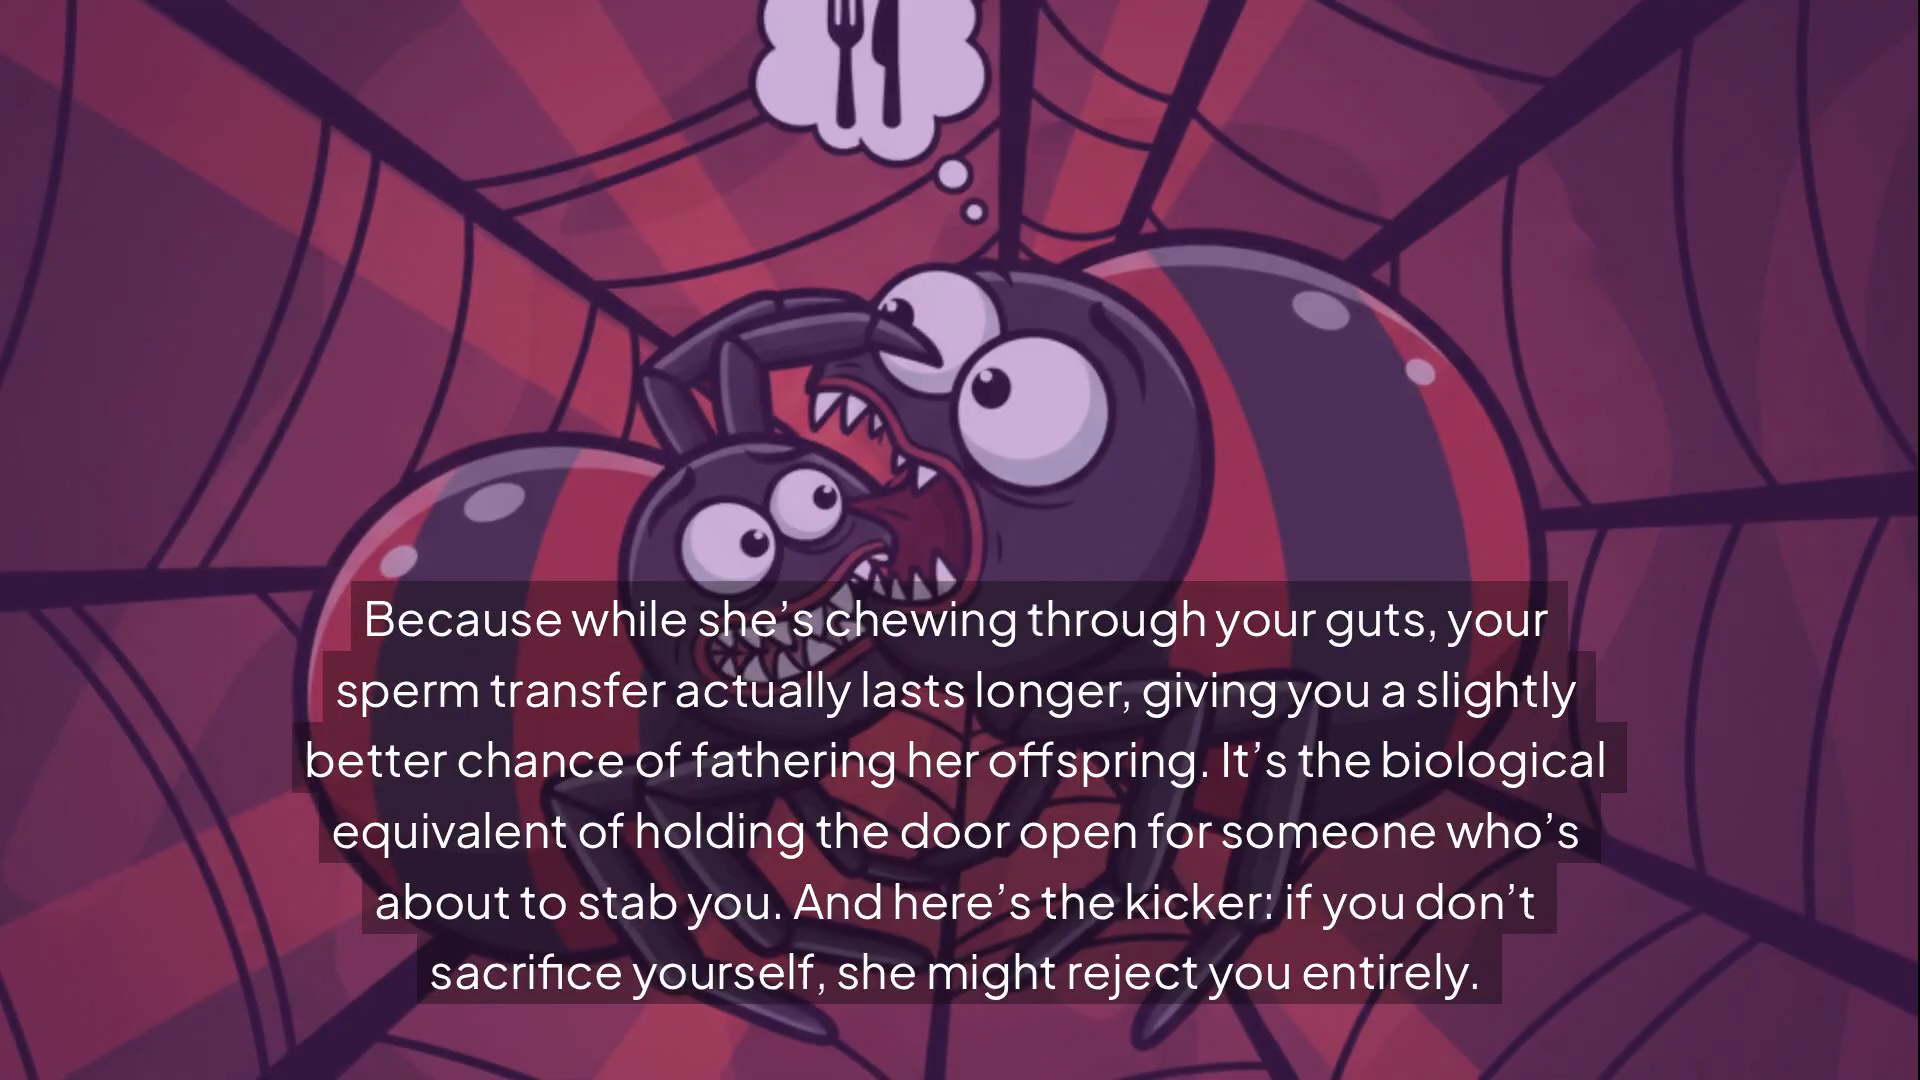 Because while she’s chewing through your guts, your
sperm transfer actually lasts longer, giving you a slightly
better chance of fathering her offspring. It’s the biological
equivalent of holding the door open for someone who’s
about to stab you. And here’s the kicker: if you don’t
sacrifice yourself, she might reject you entirely.